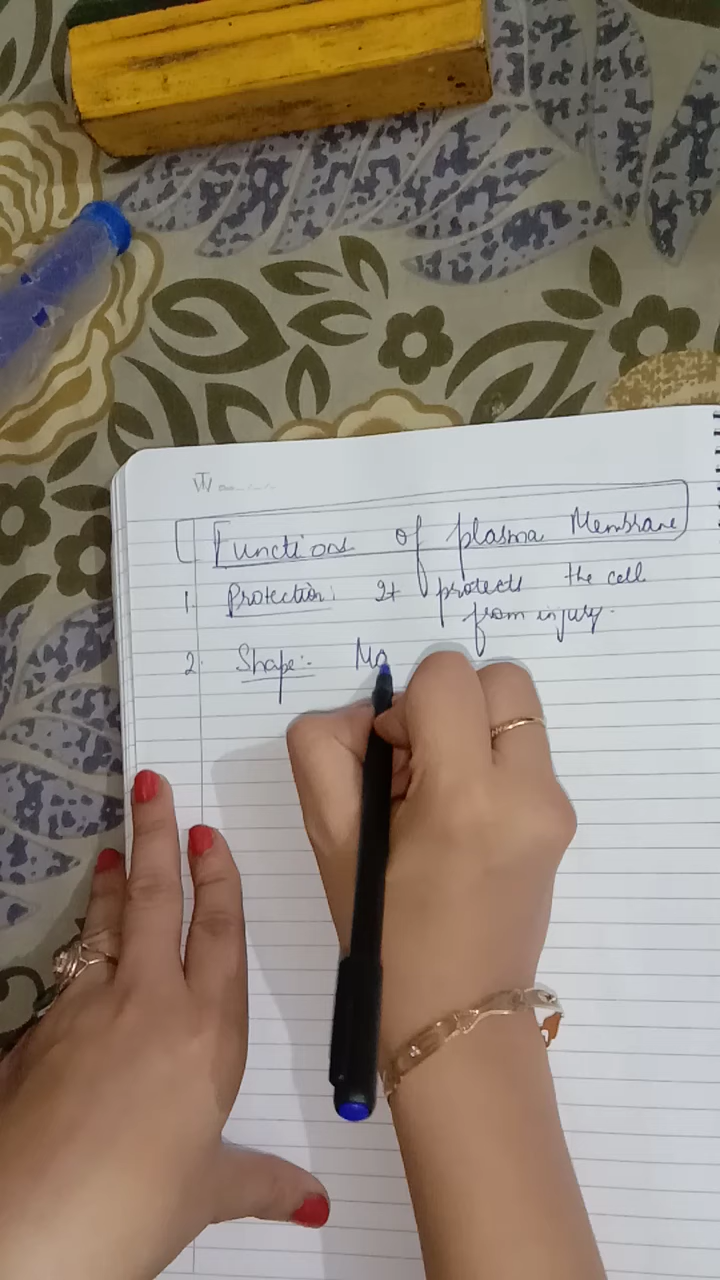 Functions of plasma Membrane
1. Protection: It protects the cell
from injury.
2. Shape:- Ma